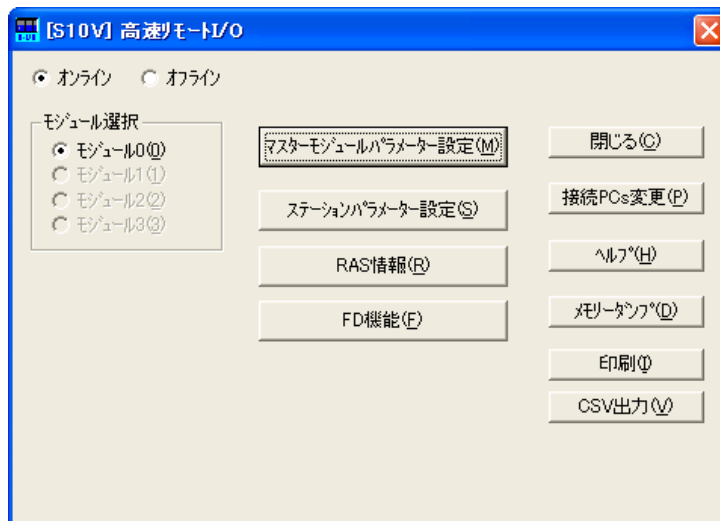 [S10V] 高速リモートI/O
オンライン オフライン
モジュール選択
モジュール0(0)
モジュール1(1)
モジュール2(2)
モジュール3(3)
マスターモジュールパラメーター設定(M)
ステーションパラメーター設定(S)
RAS情報(R)
FD機能(F)
閉じる(C)
接続PCs変更(P)
ヘルプ(H)
メモリーダンプ(D)
印刷(I)
CSV出力(V)